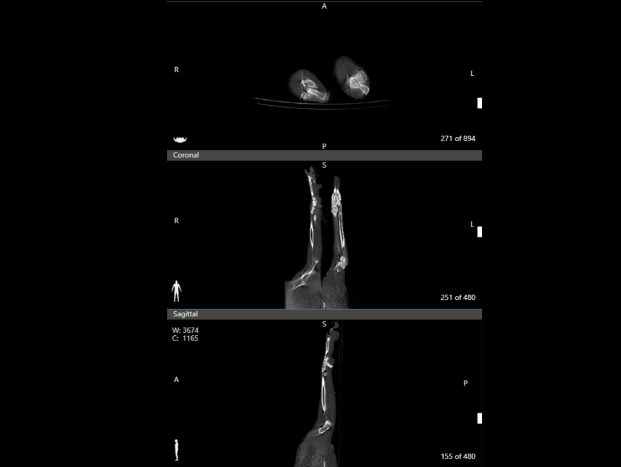 A
R
L
271 of 894
P
Coronal
S
R
L
251 of 480
I
Sagittal
S
W: 3674
C: 1165
A
P
155 of 480